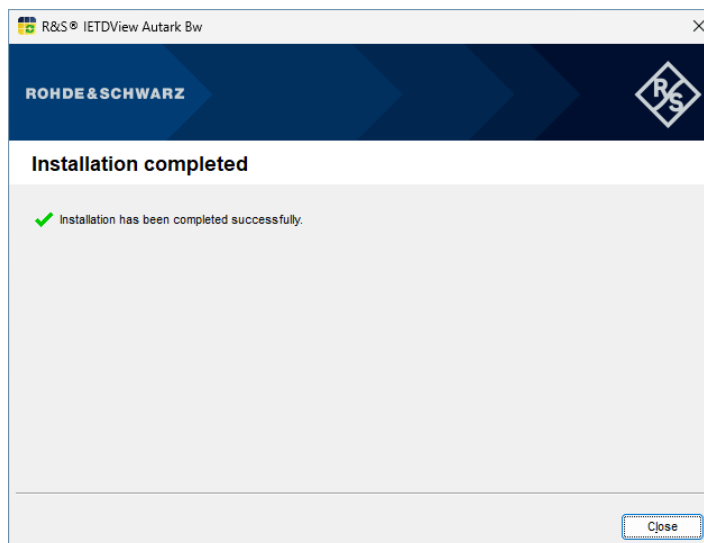 R&S® IETDView Autark Bw
ROHDE&SCHWARZ
R&S
Installation completed
Installation has been completed successfully.
Close